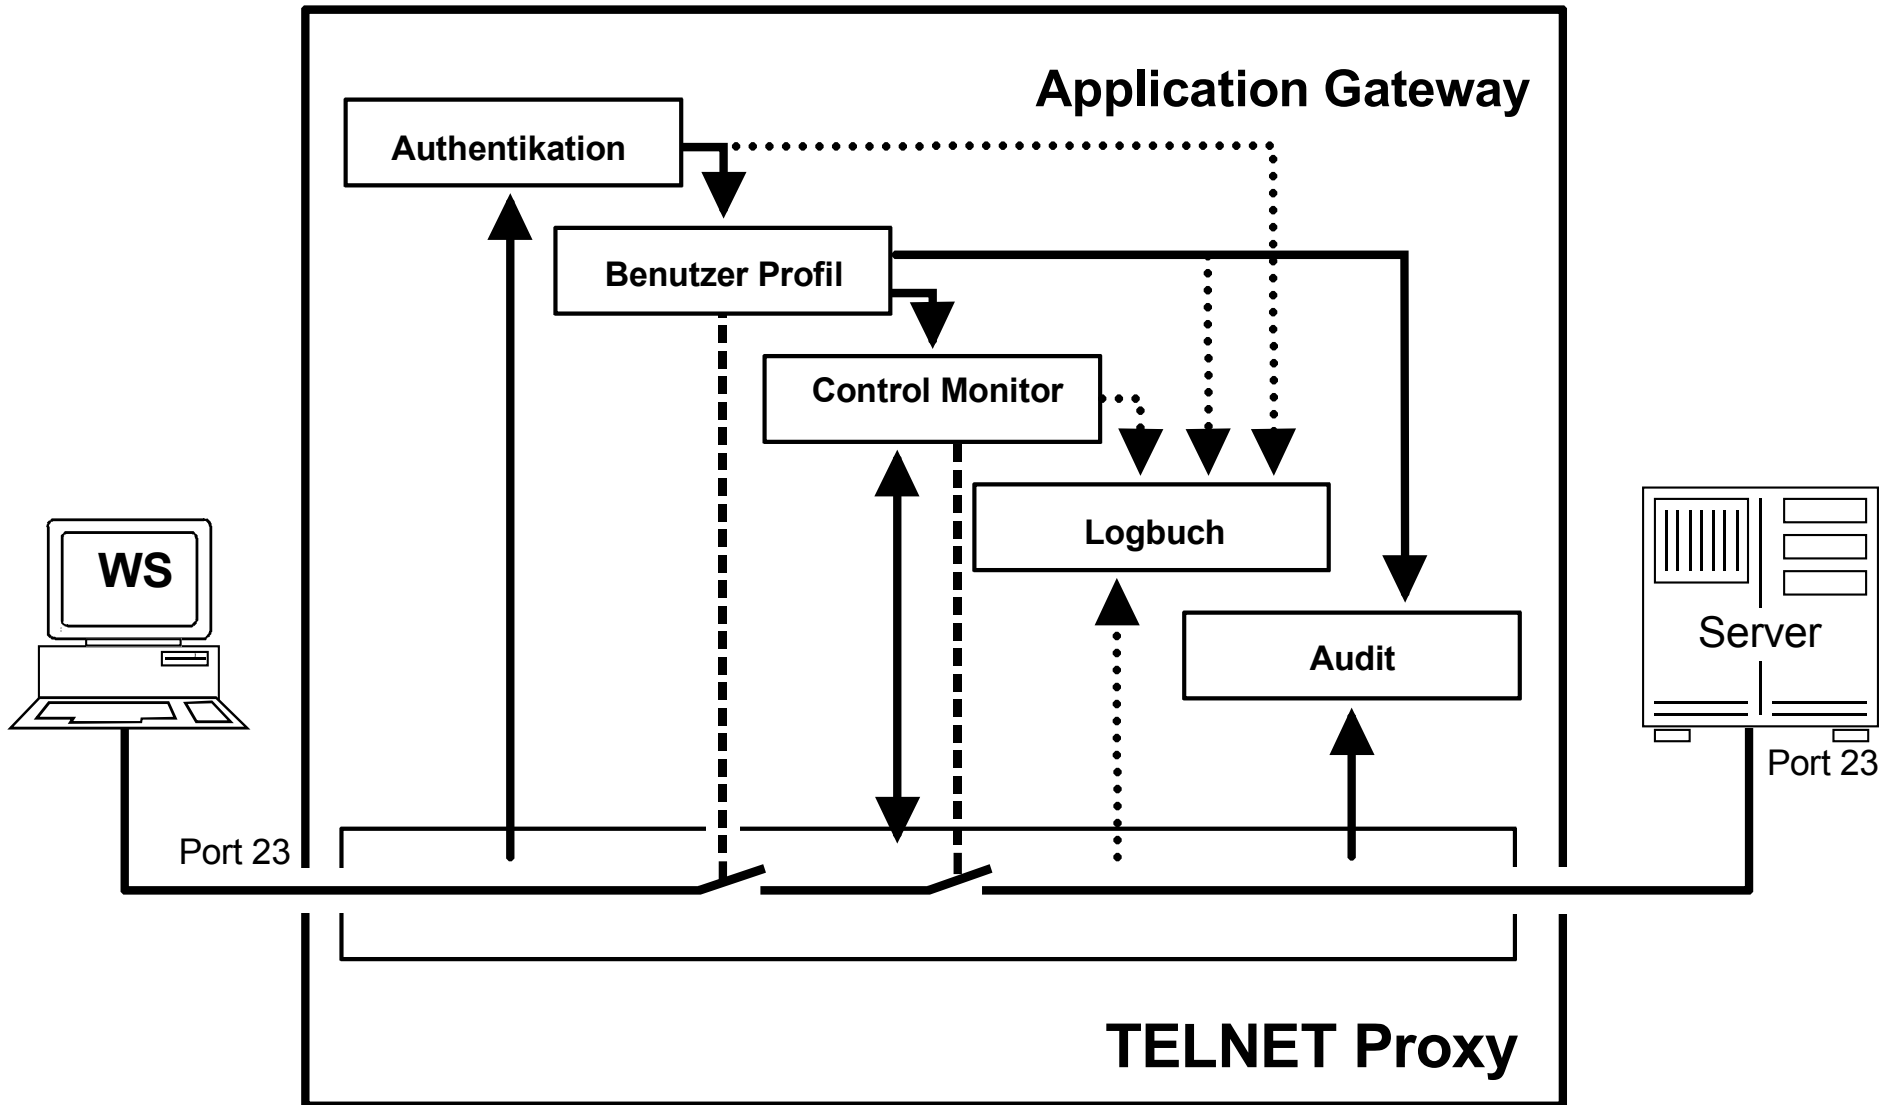 Application Gateway
Authentikation
Benutzer Profil
Control Monitor
Logbuch
WS
Server
Audit
Port 23
Port 23
TELNET Proxy